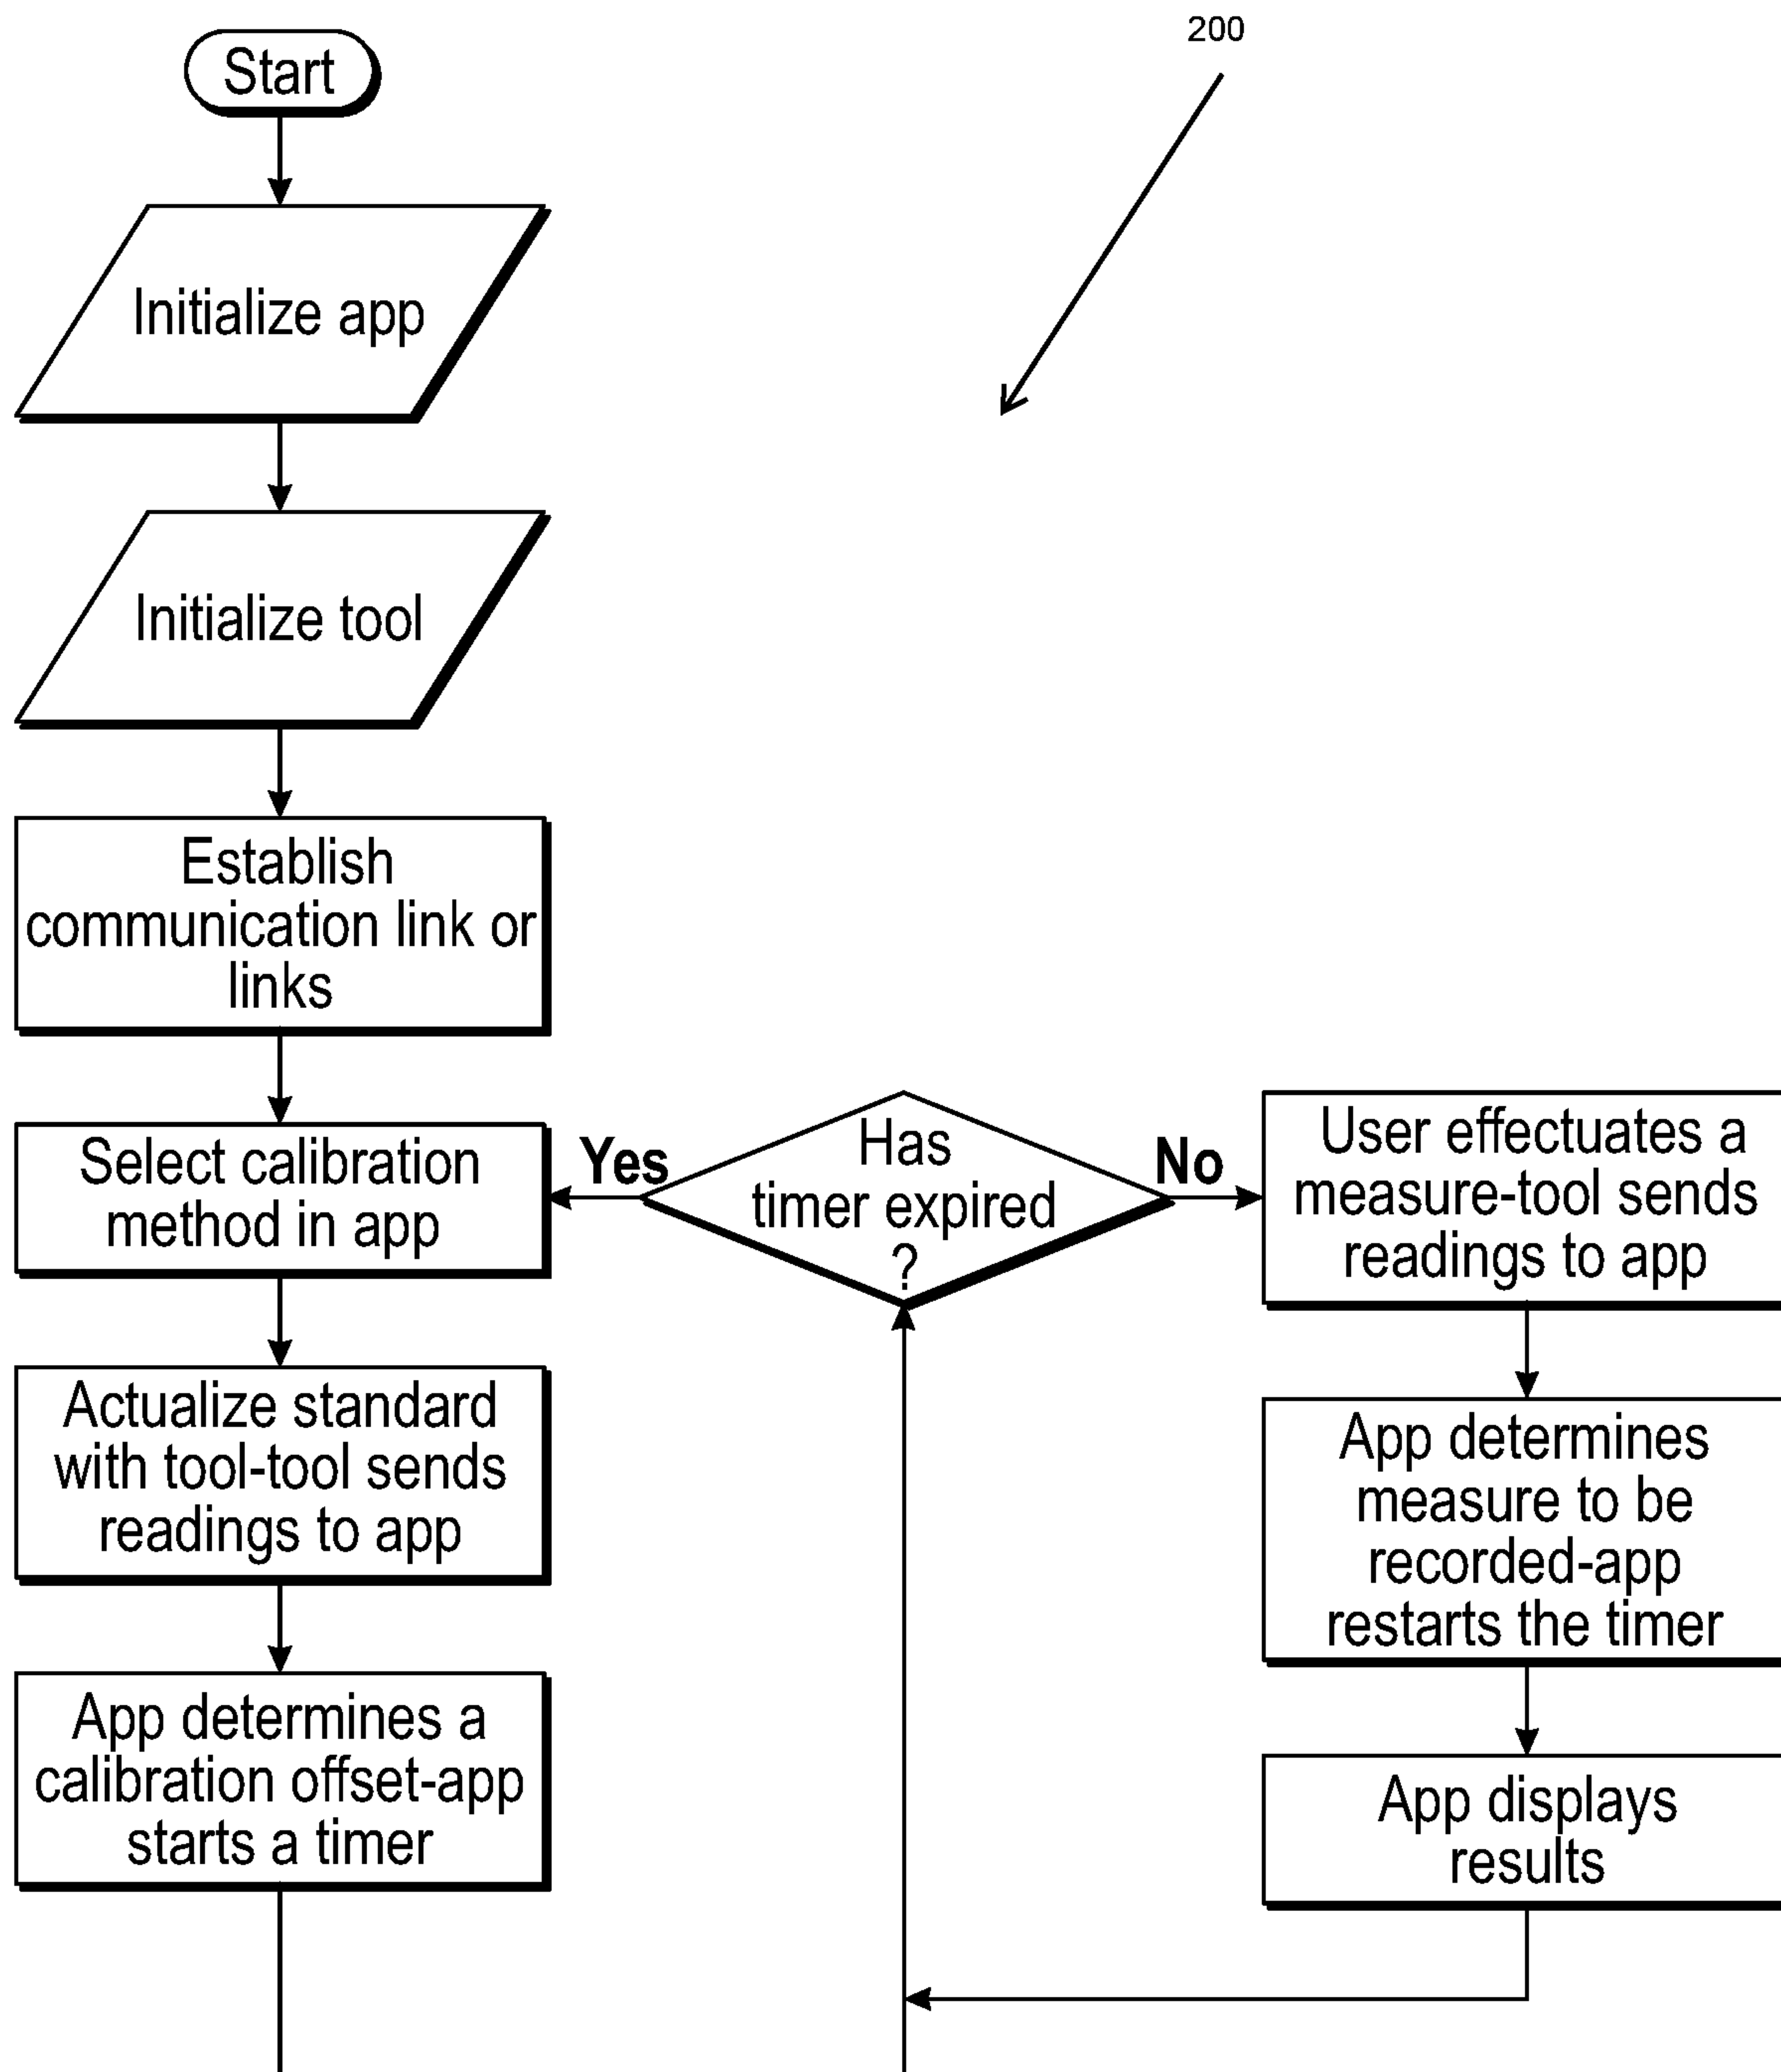 200
Start
Initialize app
Initialize tool
Establish
communication link or
links
Select calibration
method in app
Yes
Has
timer expired
?
No
User effectuates a
measure-tool sends
readings to app
Actualize standard
with tool-tool sends
readings to app
App determines
measure to be
recorded-app
restarts the timer
App determines a
calibration offset-app
starts a timer
App displays
results